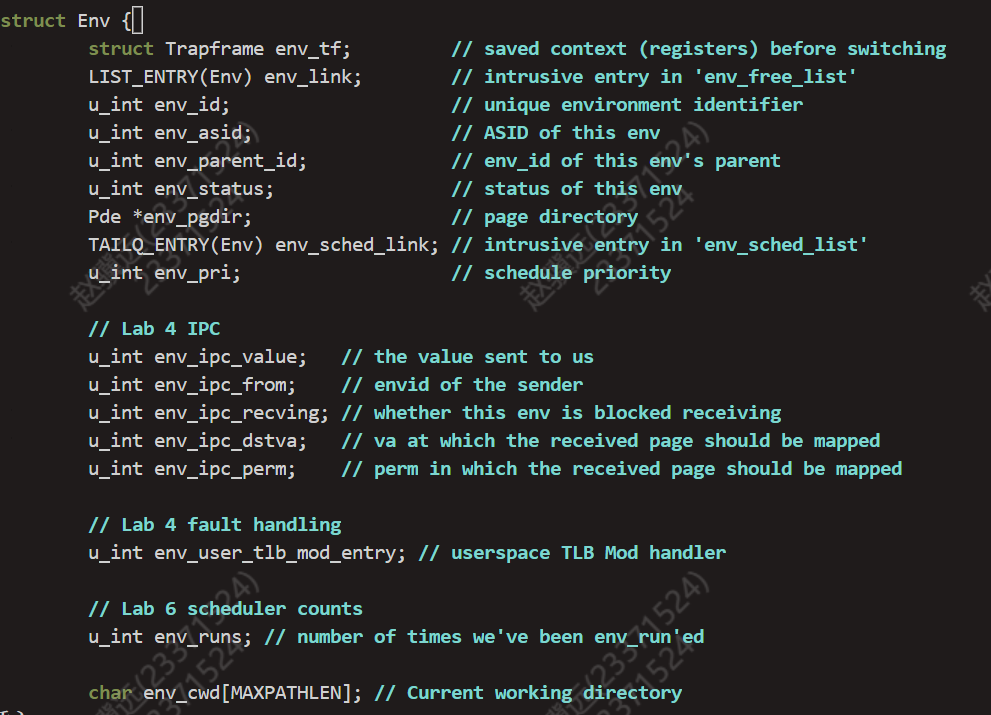 struct Env {
struct Trapframe env_tf; // saved context (registers) before switching
LIST_ENTRY(Env) env_link; // intrusive entry in 'env_free_list'
u_int env_id; // unique environment identifier
u_int env_asid; // ASID of this env
u_int env_parent_id; // env_id of this env's parent
u_int env_status; // status of this env
Pde *env_pgdir; // page directory
TAILQ_ENTRY(Env) env_sched_link; // intrusive entry in 'env_sched_list'
u_int env_pri; // schedule priority
// Lab 4 IPC
u_int env_ipc_value; // the value sent to us
u_int env_ipc_from; // envid of the sender
u_int env_ipc_recving; // whether this env is blocked receiving
u_int env_ipc_dstva; // va at which the received page should be mapped
u_int env_ipc_perm; // perm in which the received page should be mapped
// Lab 4 fault handling
u_int env_user_tlb_mod_entry; // userspace TLB Mod handler
// Lab 6 scheduler counts
u_int env_runs; // number of times we've been env_run'ed
char env_cwd[MAXPATHLEN]; // Current working directory